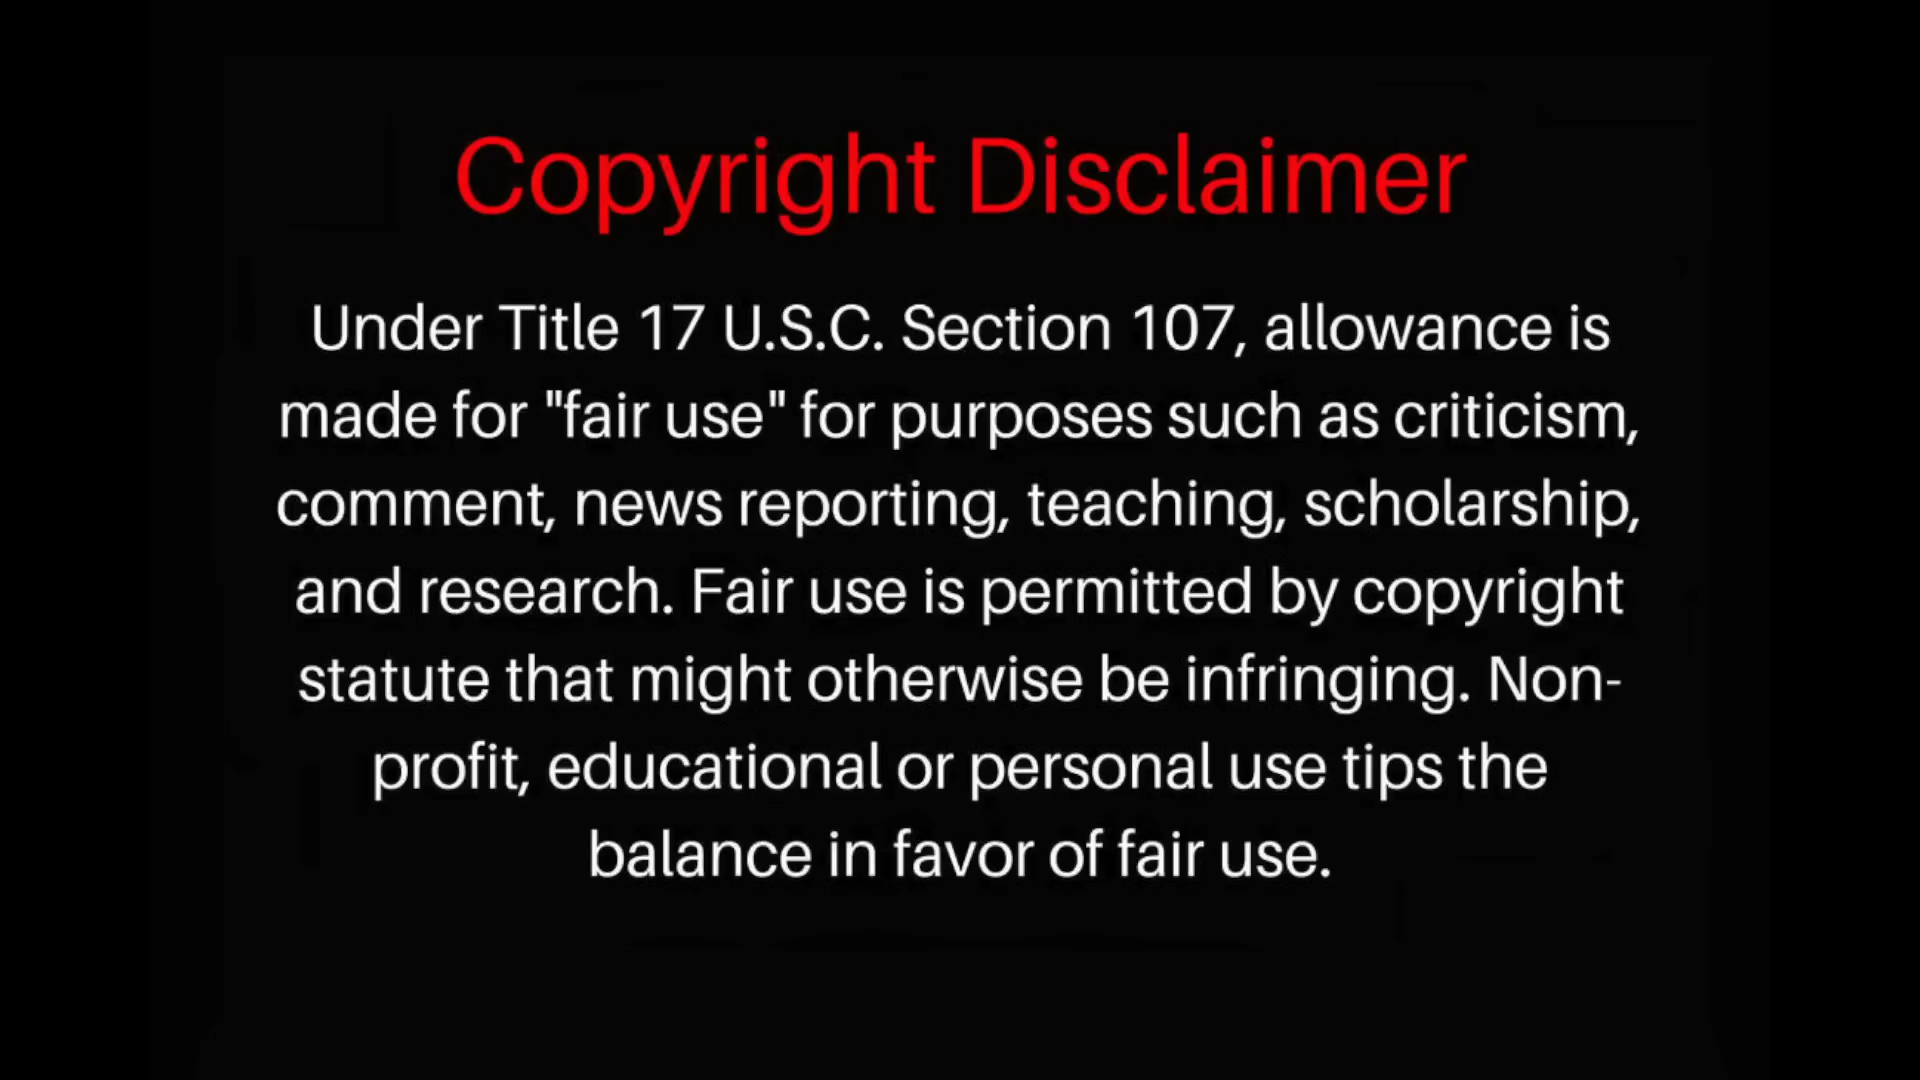 Copyright Disclaimer
Under Title 17 U.S.C. Section 107, allowance is
made for "fair use" for purposes such as criticism,
comment, news reporting, teaching, scholarship,
and research. Fair use is permitted by copyright
statute that might otherwise be infringing. Non-
profit, educational or personal use tips the
balance in favor of fair use.